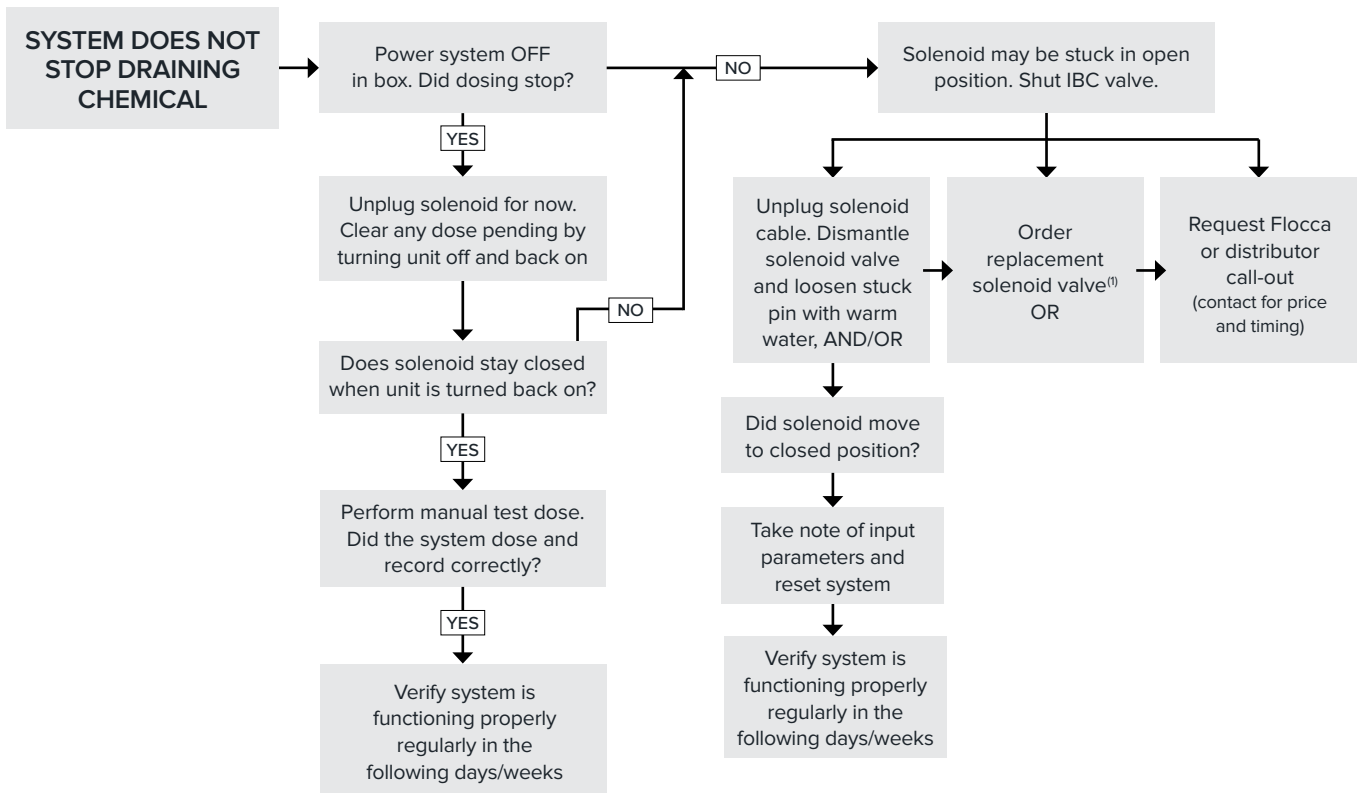 SYSTEM DOES NOT
STOP DRAINING
CHEMICAL
Power system OFF
in box. Did dosing stop?
NO
Solenoid may be stuck in open
position. Shut IBC valve.
YES
Unplug solenoid for now.
Clear any dose pending by
turning unit off and back on
NO
Does solenoid stay closed
when unit is turned back on?
YES
Perform manual test dose.
Did the system dose and
record correctly?
YES
Verify system is
functioning properly
regularly in the
following days/weeks
Unplug solenoid
cable. Dismantle
solenoid valve
and loosen stuck
pin with warm
water, AND/OR
Order
replacement
solenoid valve(1)
OR
Request Flocca
or distributor
call-out
(contact for price
and timing)
Did solenoid move
to closed position?
Take note of input
parameters and
reset system
Verify system is
functioning properly
regularly in the
following days/weeks